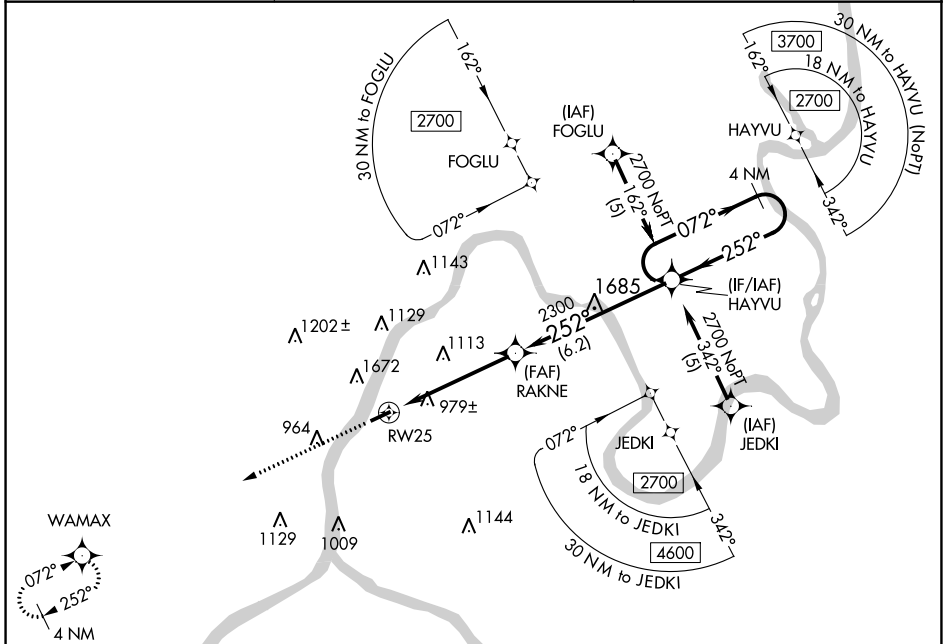 30 NM to FOGLU
162°
2700
FOGLU
072°
(IAF)
FOGLU
2700 NoPT
162°
(5)
3700
30 NM to HAYVU (NoPT)
162°
18 NM to HAYVU
2700
HAYVU
342°
4 NM
072°
252°
(IF/IAF)
HAYVU
1685
2300
252°
(6.2)
1143
1202 ±
1129
1113
1672
(FAF)
RAKNE
979±
2700 NoPT
342°
(5)
(IAF)
JEDKI
964
RW25
072°
JEDKI
2700
18 NM to JEDKI
342°
4600
30 NM to JEDKI
1129
1009
1144
WAMAX
072°
252°
4 NM